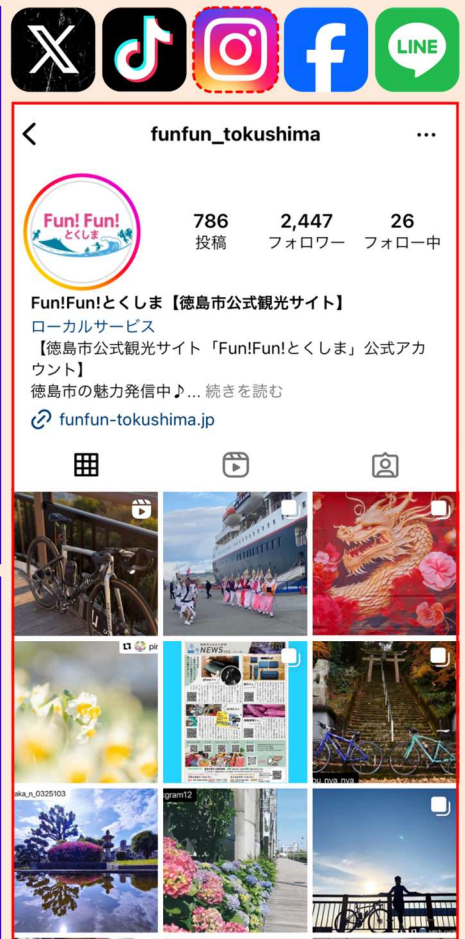 X
LINE
funfun_tokushima
Fun! Fun!
とくしま
786
投稿
2,447
フォロワー
26
フォロー中
Fun!Fun!とくしま【徳島市公式観光サイト】
ローカルサービス
【徳島市公式観光サイト「Fun!Fun!とくしま」公式アカ
ウント】
徳島市の魅力発信中♪... 続きを読む
funfun-tokushima.jp
NEWS
aka_n_0325103
gram12